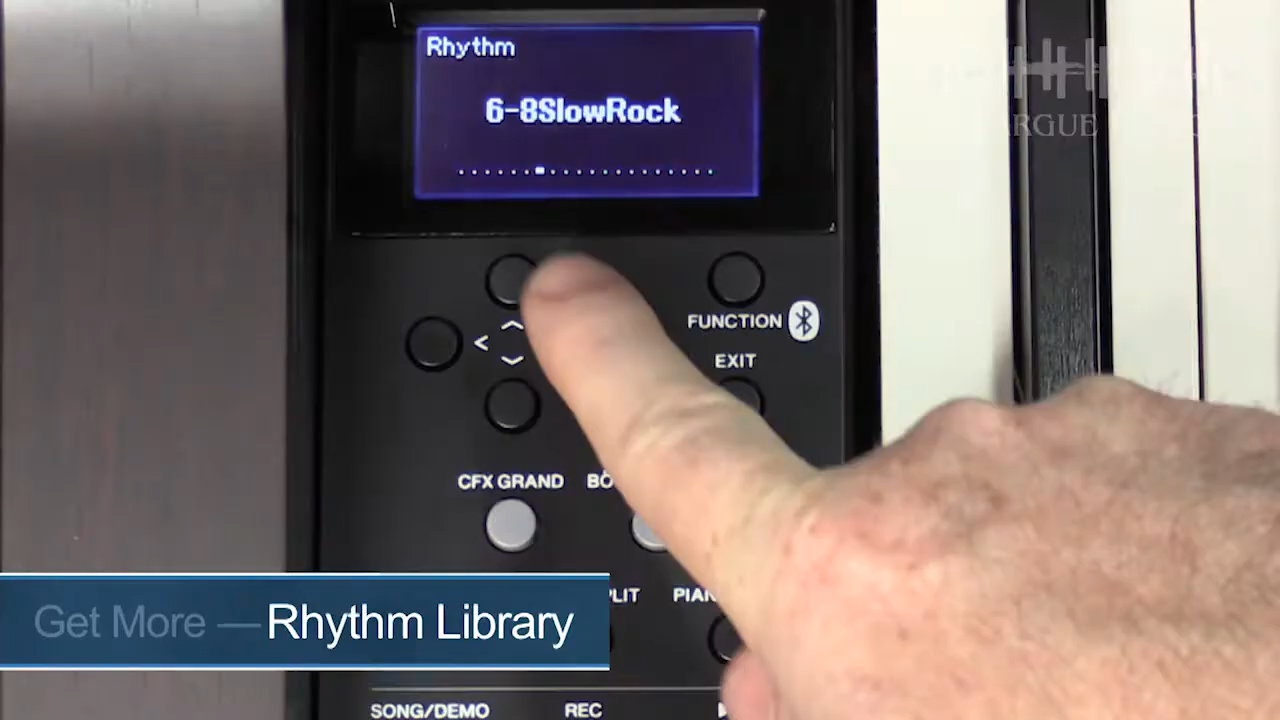 Rhythm
6-8SlowRock
FUNCTION
EXIT
CFX GRAND
Get More — Rhythm Library
SONG/DEMO REC